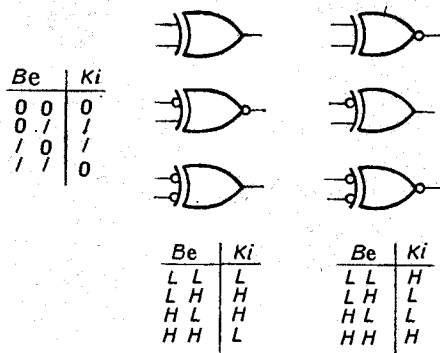 Be Ki
0 0 0
0 1 1
1 0 1
1 1 0
Be Ki
L L L
L H H
H L H
H H L
Be Ki
L L H
L H L
H L L
H H H